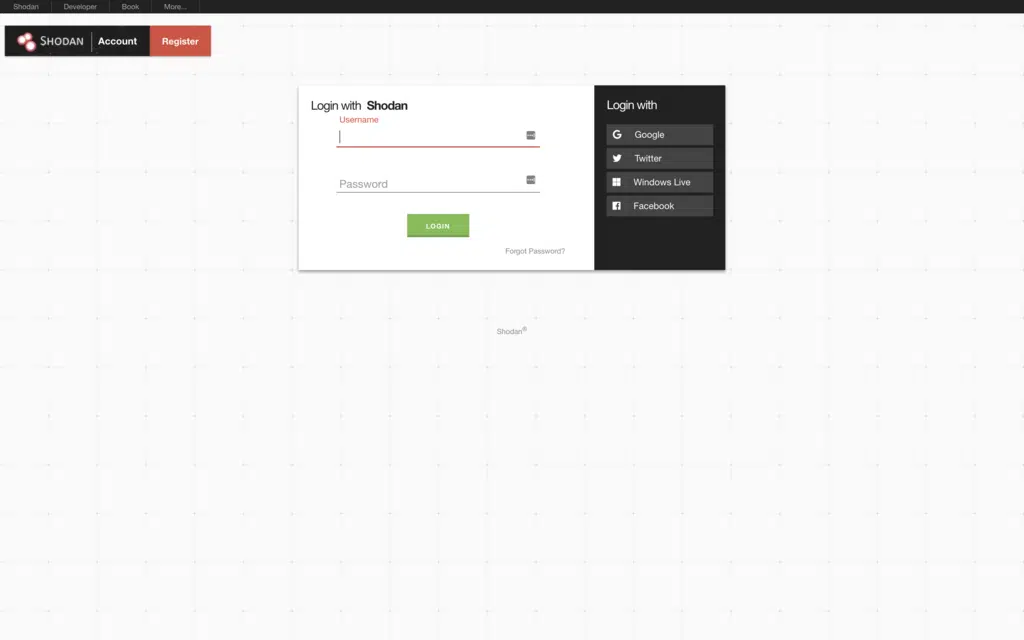 Shodan Developer Book More...
SHODAN Account Register
Login with Shodan
Username
Password
LOGIN
Forgot Password?
Login with
Google
Twitter
Windows Live
Facebook
Shodan®